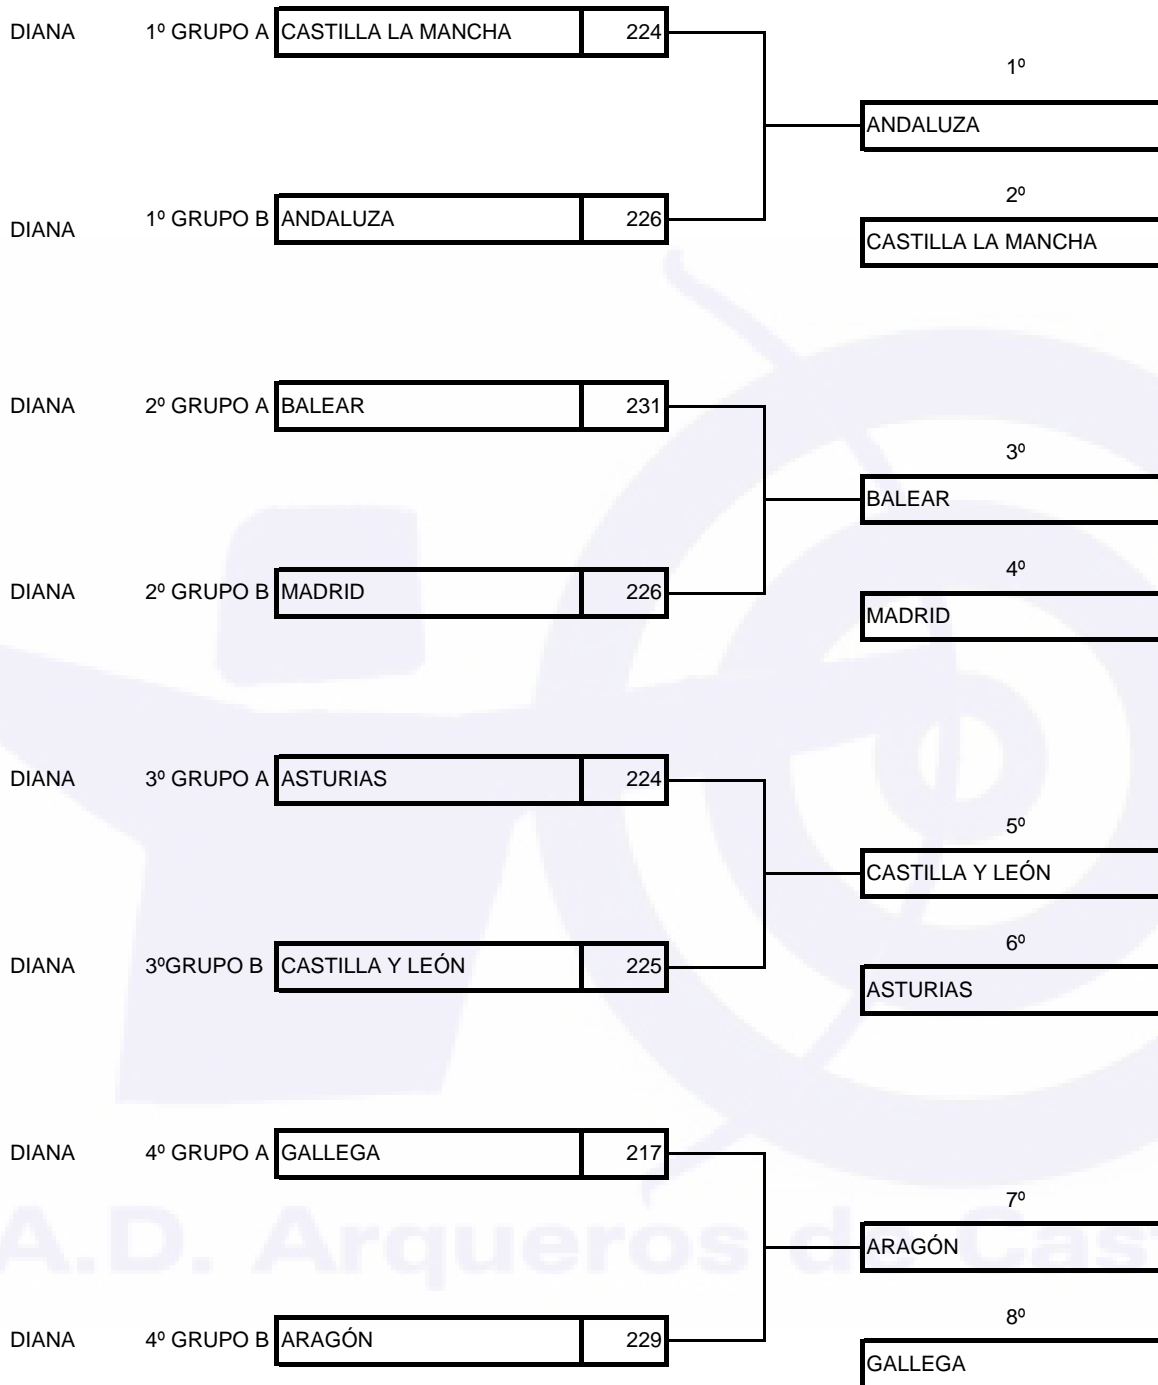 DIANA 1º GRUPO A CASTILLA LA MANCHA 224
1º
ANDALUZA
2º
DIANA 1º GRUPO B ANDALUZA 226
CASTILLA LA MANCHA
DIANA 2º GRUPO A BALEAR 231
3º
BALEAR
4º
DIANA 2º GRUPO B MADRID 226
MADRID
DIANA 3º GRUPO A ASTURIAS 224
5º
CASTILLA Y LEÓN
6º
DIANA 3ºGRUPO B CASTILLA Y LEÓN 225
ASTURIAS
DIANA 4º GRUPO A GALLEGA 217
7º
A.D. Arqueros de Cast
ARAGÓN
8º
DIANA 4º GRUPO B ARAGÓN 229
GALLEGA